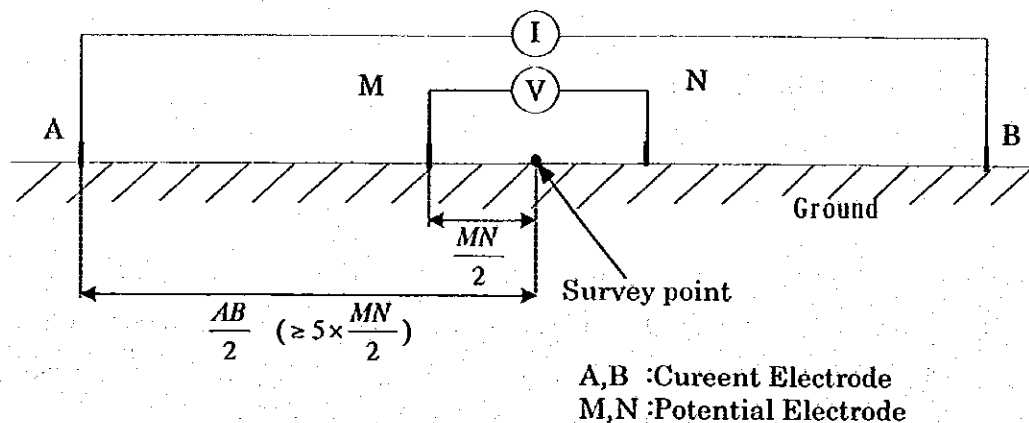 I
M
V
N
A
B
Ground
MN
2
Survey point
AB
2
(≥5× MN
2
)
A,B :Cureent Electrode
M,N :Potential Electrode